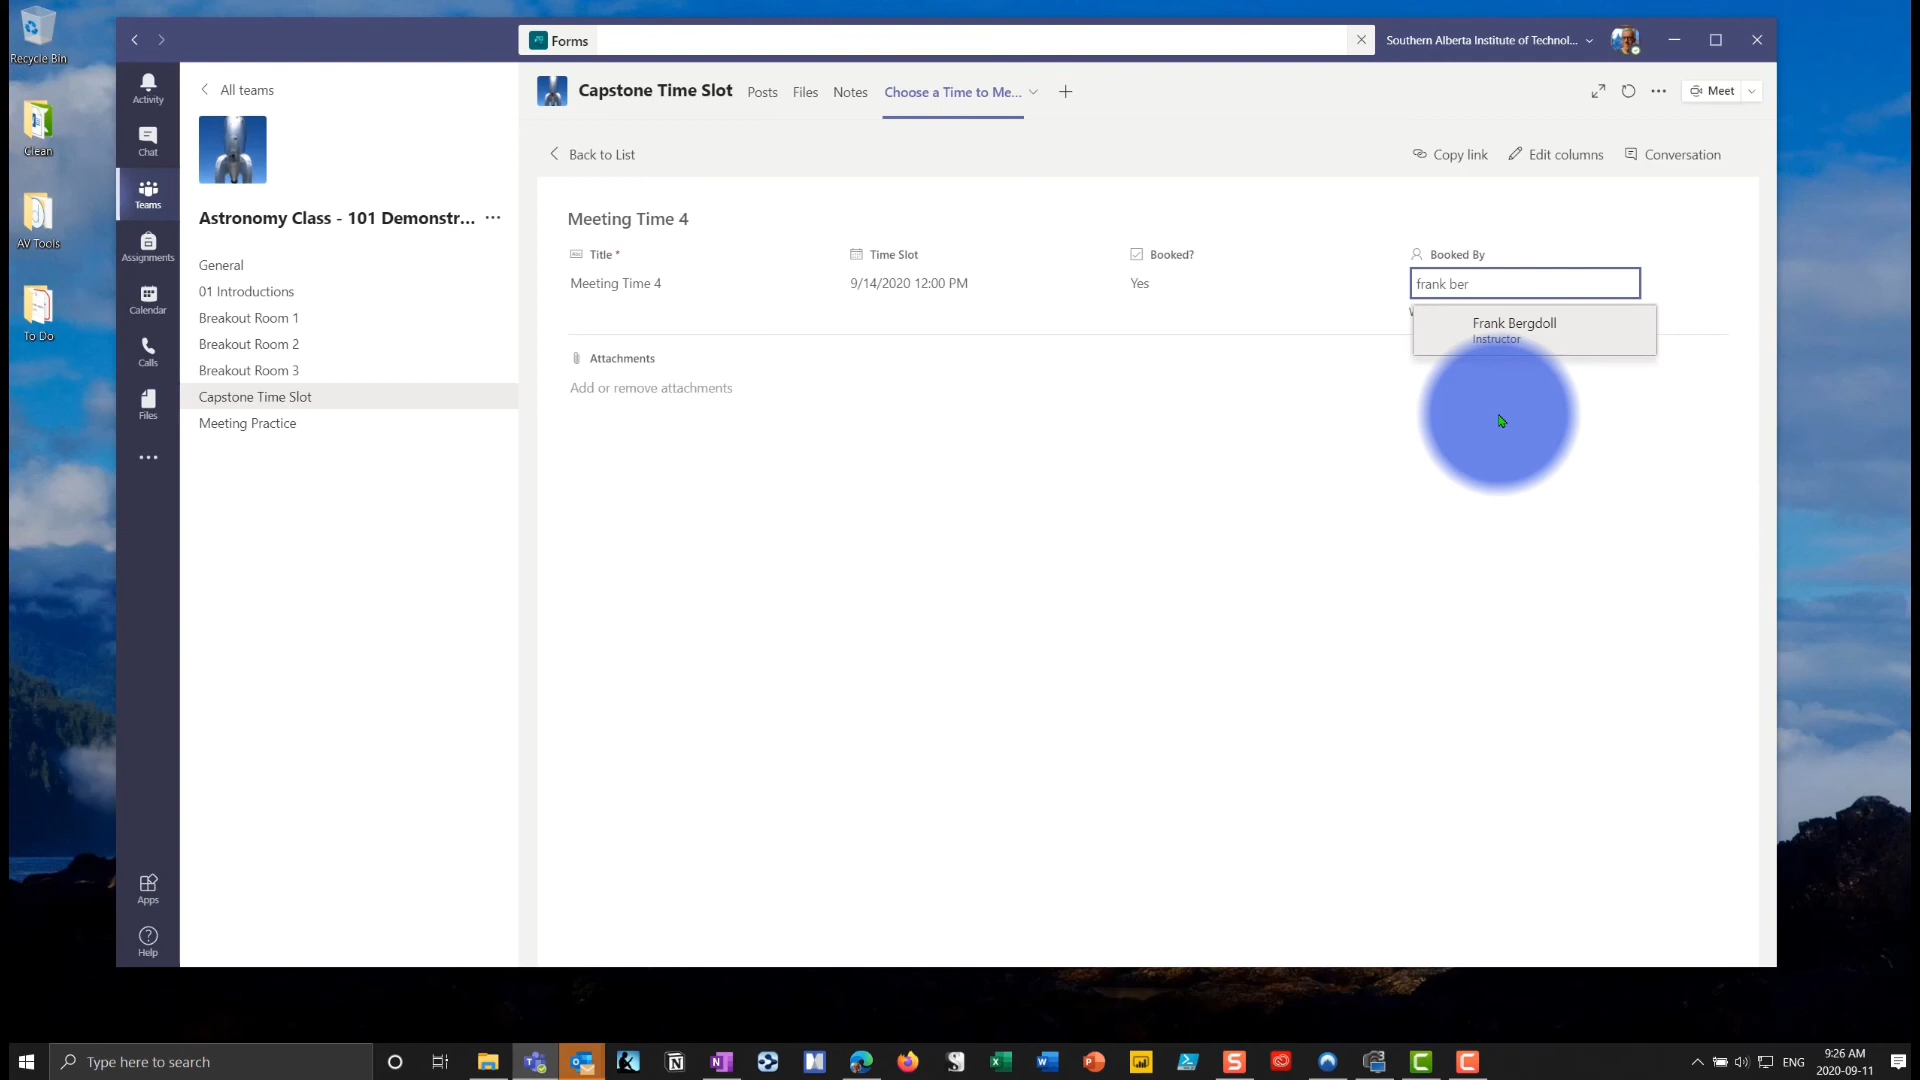 Recycle Bin
Clean
AV Tools
To Do
Forms
Southern Alberta Institute of Technol...
Activity
Chat
Teams
Assignments
Calendar
Calls
Files
Apps
Help
All teams
Astronomy Class - 101 Demonstr...
General
01 Introductions
Breakout Room 1
Breakout Room 2
Breakout Room 3
Capstone Time Slot
Meeting Practice
Capstone Time Slot
Posts
Files
Notes
Choose a Time to Me...
Meet
Back to List
Copy link
Edit columns
Conversation
Meeting Time 4
Title *
Time Slot
Booked?
Booked By
Meeting Time 4
9/14/2020 12:00 PM
Yes
frank ber
Frank Bergdoll
Instructor
Attachments
Add or remove attachments
Type here to search
ENG
9:26 AM
2020-09-11